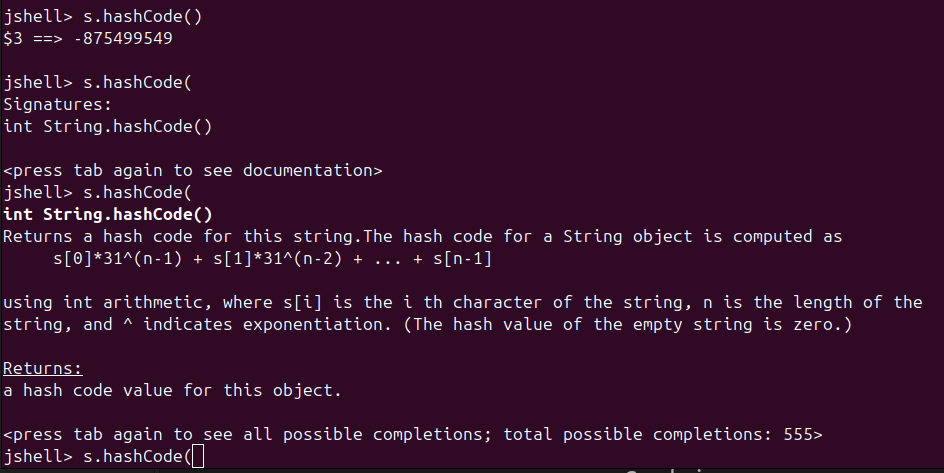 jshell> s.hashCode()
$3 ==> -875499549
jshell> s.hashCode(
Signatures:
int String.hashCode()
<press tab again to see documentation>
jshell> s.hashCode(
int String.hashCode()
Returns a hash code for this string.The hash code for a String object is computed as
s[0]*31^(n-1) + s[1]*31^(n-2) + ... + s[n-1]
using int arithmetic, where s[i] is the i th character of the string, n is the length of the
string, and ^ indicates exponentiation. (The hash value of the empty string is zero.)
Returns:
a hash code value for this object.
<press tab again to see all possible completions; total possible completions: 555>
jshell> s.hashCode(